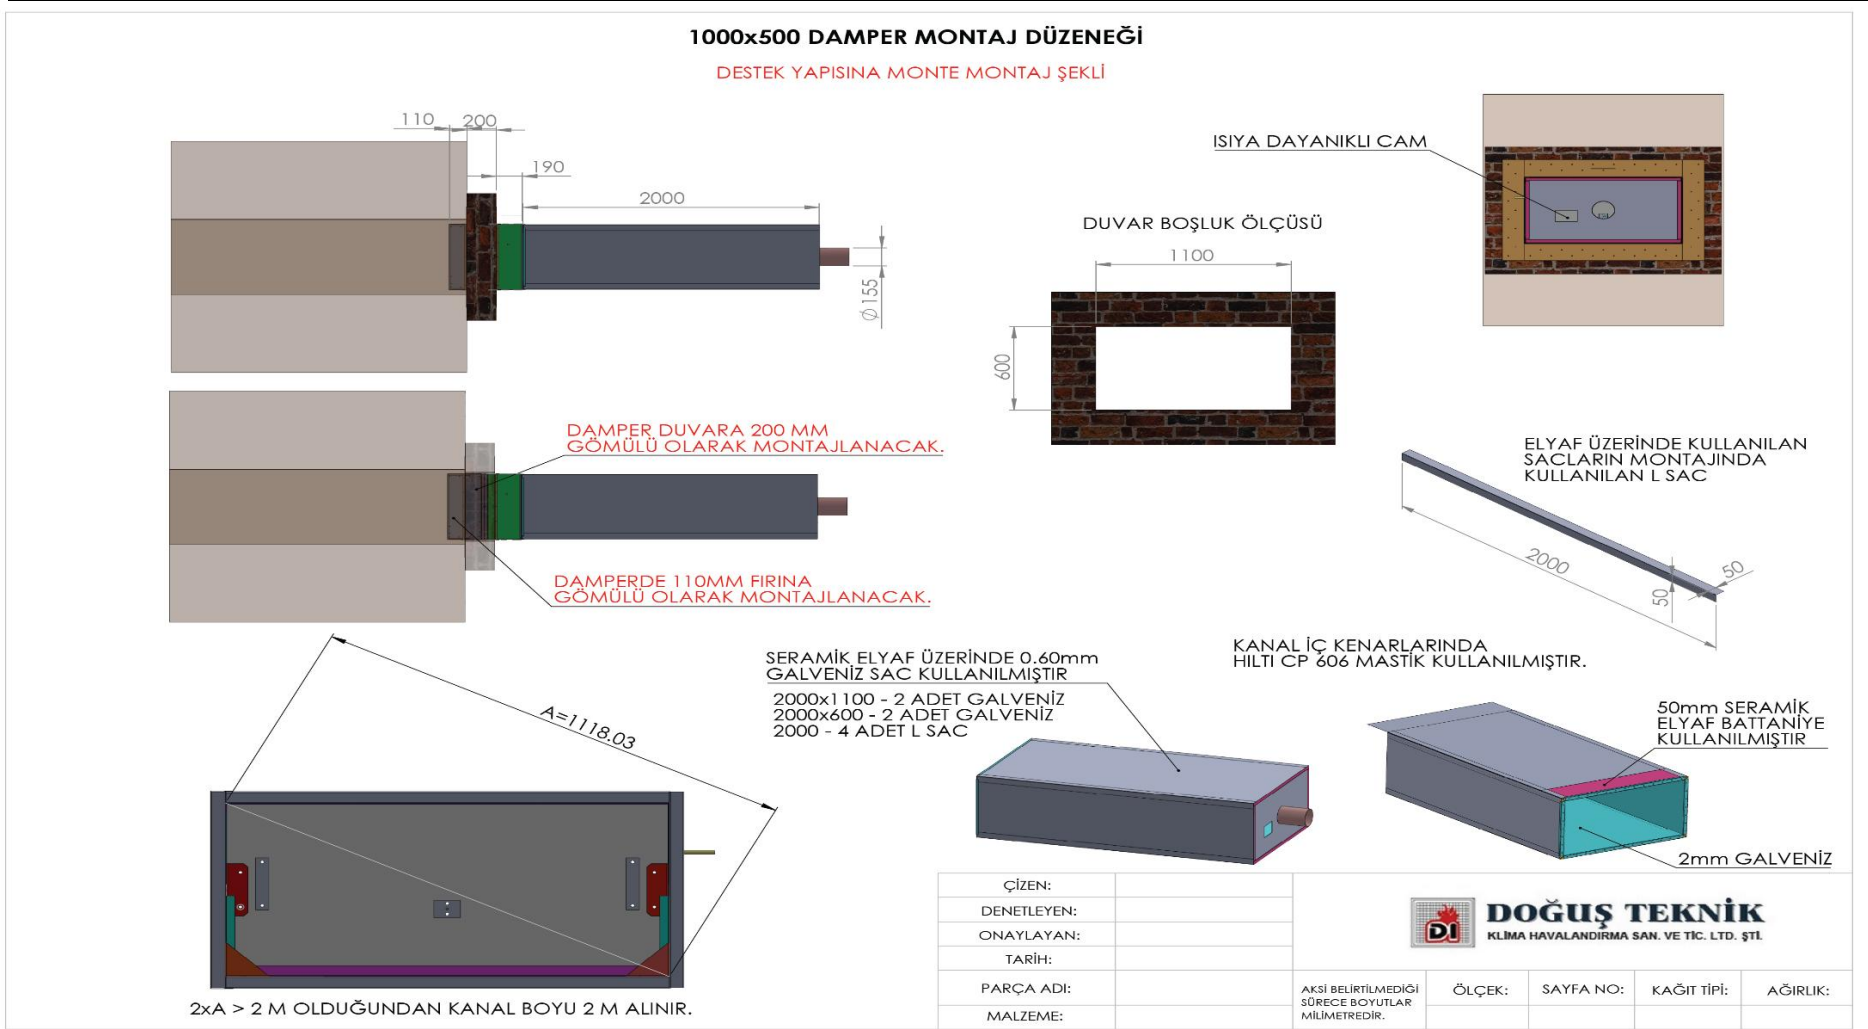 1000x500 DAMPER MONTAJ DÜZENEĞİ
DESTEK YAPISINA MONTE MONTAJ ŞEKLİ
110
200
190
2000
Ø155
DUVAR BOŞLUK ÖLÇÜSÜ
1100
600
ISIYA DAYANIKLI CAM
DAMPER DUVARA 200 MM
GÖMÜLÜ OLARAK MONTAJLANACAK.
DAMPERDE 110MM FIRINA
GÖMÜLÜ OLARAK MONTAJLANACAK.
ELYAF ÜZERİNDE KULLANILAN
SACLARIN MONTAJINDA
KULLANILAN L SAC
2000
50
50
A=1118.03
2xA > 2 M OLDUĞUNDAN KANAL BOYU 2 M ALINIR.
SERAMİK ELYAF ÜZERİNDE 0.60mm
GALVENİZ SAC KULLANILMIŞTIR
2000x1100 - 2 ADET GALVENİZ
2000x600 - 2 ADET GALVENİZ
2000 - 4 ADET L SAC
KANAL İÇ KENARLARINDA
HILTI CP 606 MASTİK KULLANILMIŞTIR.
50mm SERAMİK
ELYAF BATTANİYE
KULLANILMIŞTIR
2mm GALVENİZ
ÇİZEN:
DENETLEYEN:
ONAYLAYAN:
TARİH:
PARÇA ADI:
MALZEME:
DI
DOĞUŞ TEKNİK
KLİMA HAVALANDIRMA SAN. VE TİC. LTD. ŞTİ.
AKSİ BELİRTİLMEDİĞİ
SÜRECE BOYUTLAR
MİLİMETREDİR.
ÖLÇEK:
SAYFA NO:
KAĞIT TİPİ:
AĞIRLIK: